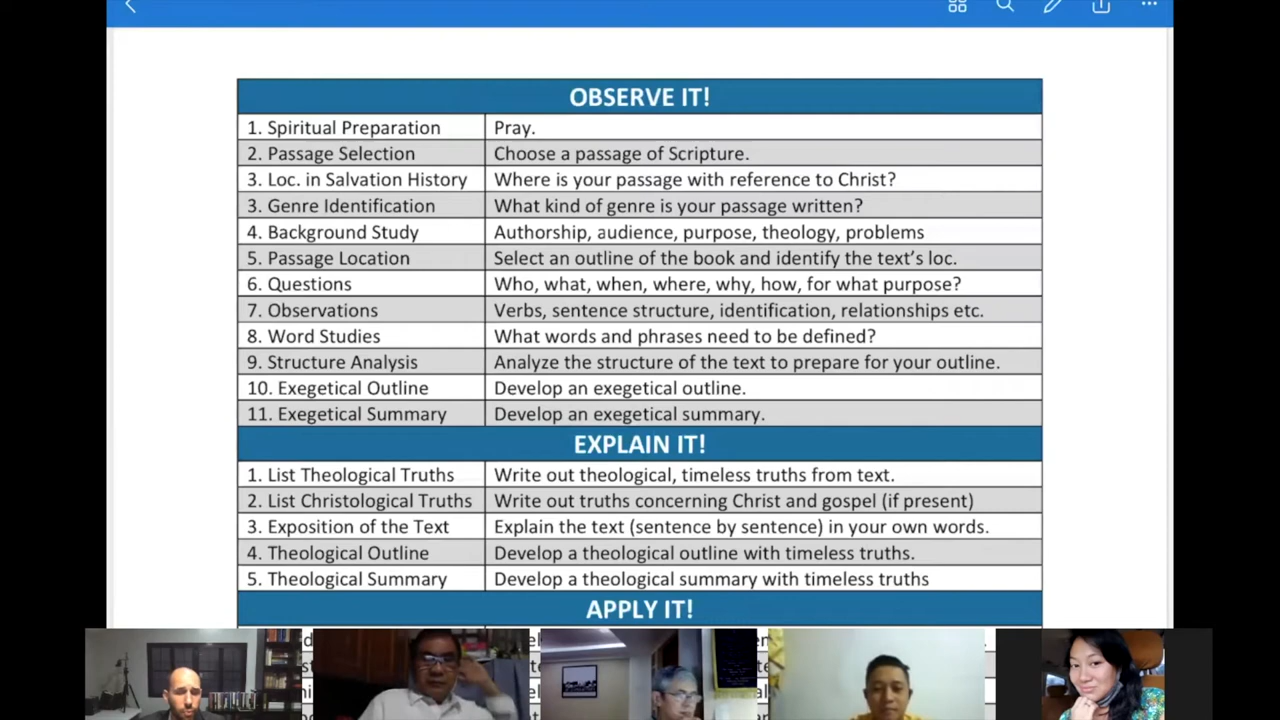 OBSERVE IT!
1. Spiritual Preparation Pray.
2. Passage Selection Choose a passage of Scripture.
3. Loc. in Salvation History Where is your passage with reference to Christ?
3. Genre Identification What kind of genre is your passage written?
4. Background Study Authorship, audience, purpose, theology, problems
5. Passage Location Select an outline of the book and identify the text's loc.
6. Questions Who, what, when, where, why, how, for what purpose?
7. Observations Verbs, sentence structure, identification, relationships etc.
8. Word Studies What words and phrases need to be defined?
9. Structure Analysis Analyze the structure of the text to prepare for your outline.
10. Exegetical Outline Develop an exegetical outline.
11. Exegetical Summary Develop an exegetical summary.
EXPLAIN IT!
1. List Theological Truths Write out theological, timeless truths from text.
2. List Christological Truths Write out truths concerning Christ and gospel (if present)
3. Exposition of the Text Explain the text (sentence by sentence) in your own words.
4. Theological Outline Develop a theological outline with timeless truths.
5. Theological Summary Develop a theological summary with timeless truths
APPLY IT!